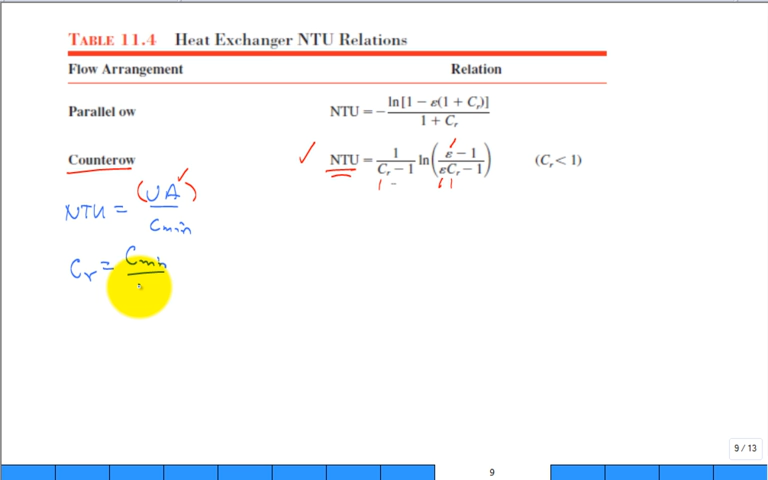 TABLE 11.4 Heat Exchanger NTU Relations
Flow Arrangement Relation
Parallel ow NTU = − ln[1 − ε(1 + Cr)] / 1 + Cr
Counterow ✓ NTU = 1 / Cr − 1 ln(ε − 1 / εCr − 1) (Cr < 1)
NTU = (UA) / Cmin
Cr = Cmin
9 / 13
9